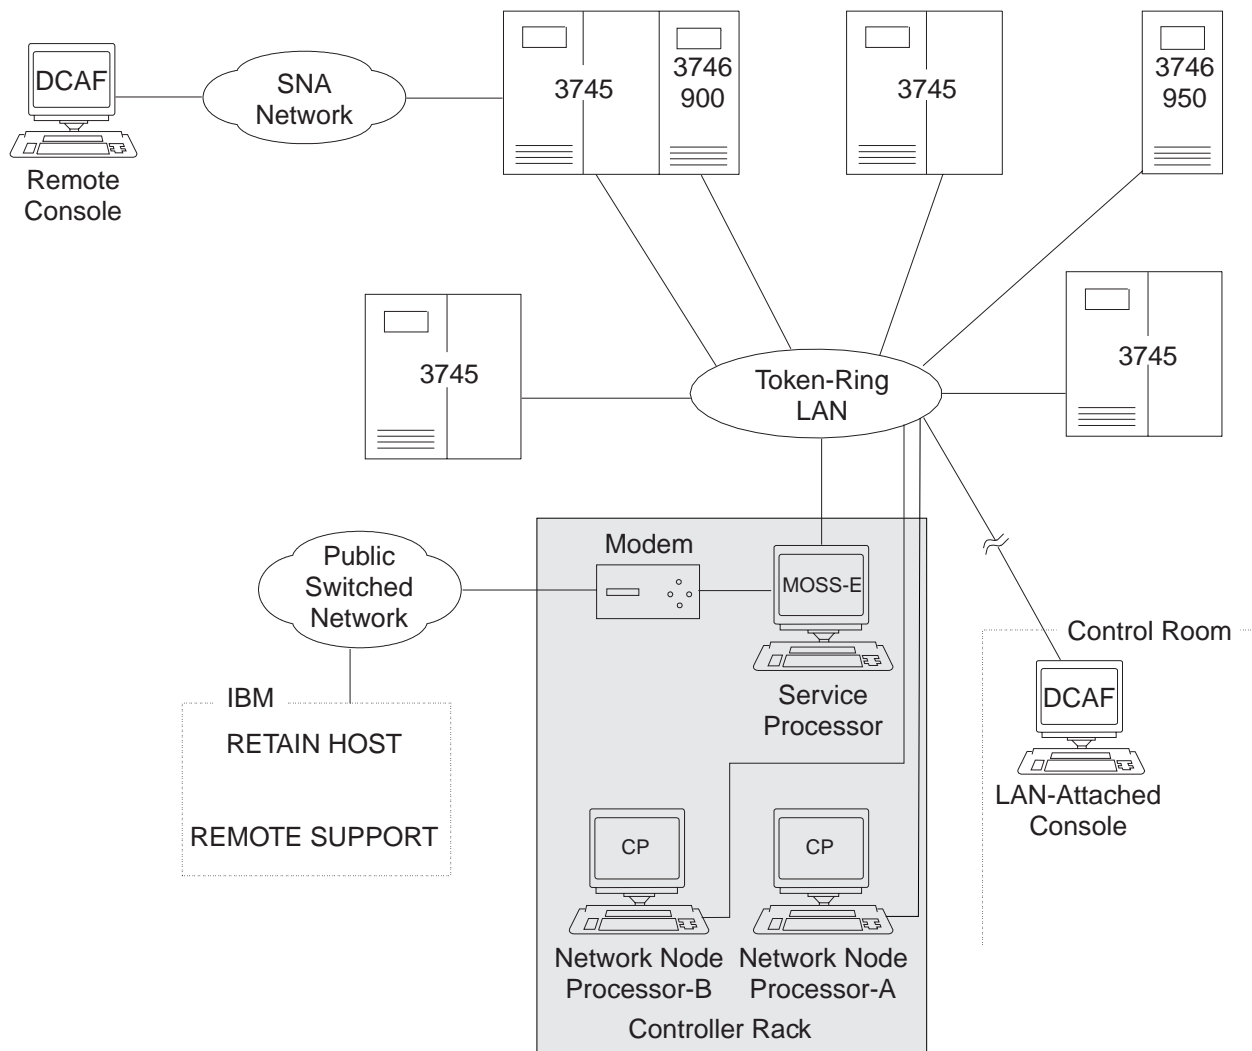 DCAF
Remote
Console
SNA
Network
3745
3746
900
3745
3746
950
3745
Token-Ring
LAN
3745
Public
Switched
Network
Modem
MOSS-E
Service
Processor
Control Room
DCAF
LAN-Attached
Console
IBM
RETAIN HOST
REMOTE SUPPORT
CP
Network Node
Processor-B
CP
Network Node
Processor-A
Controller Rack